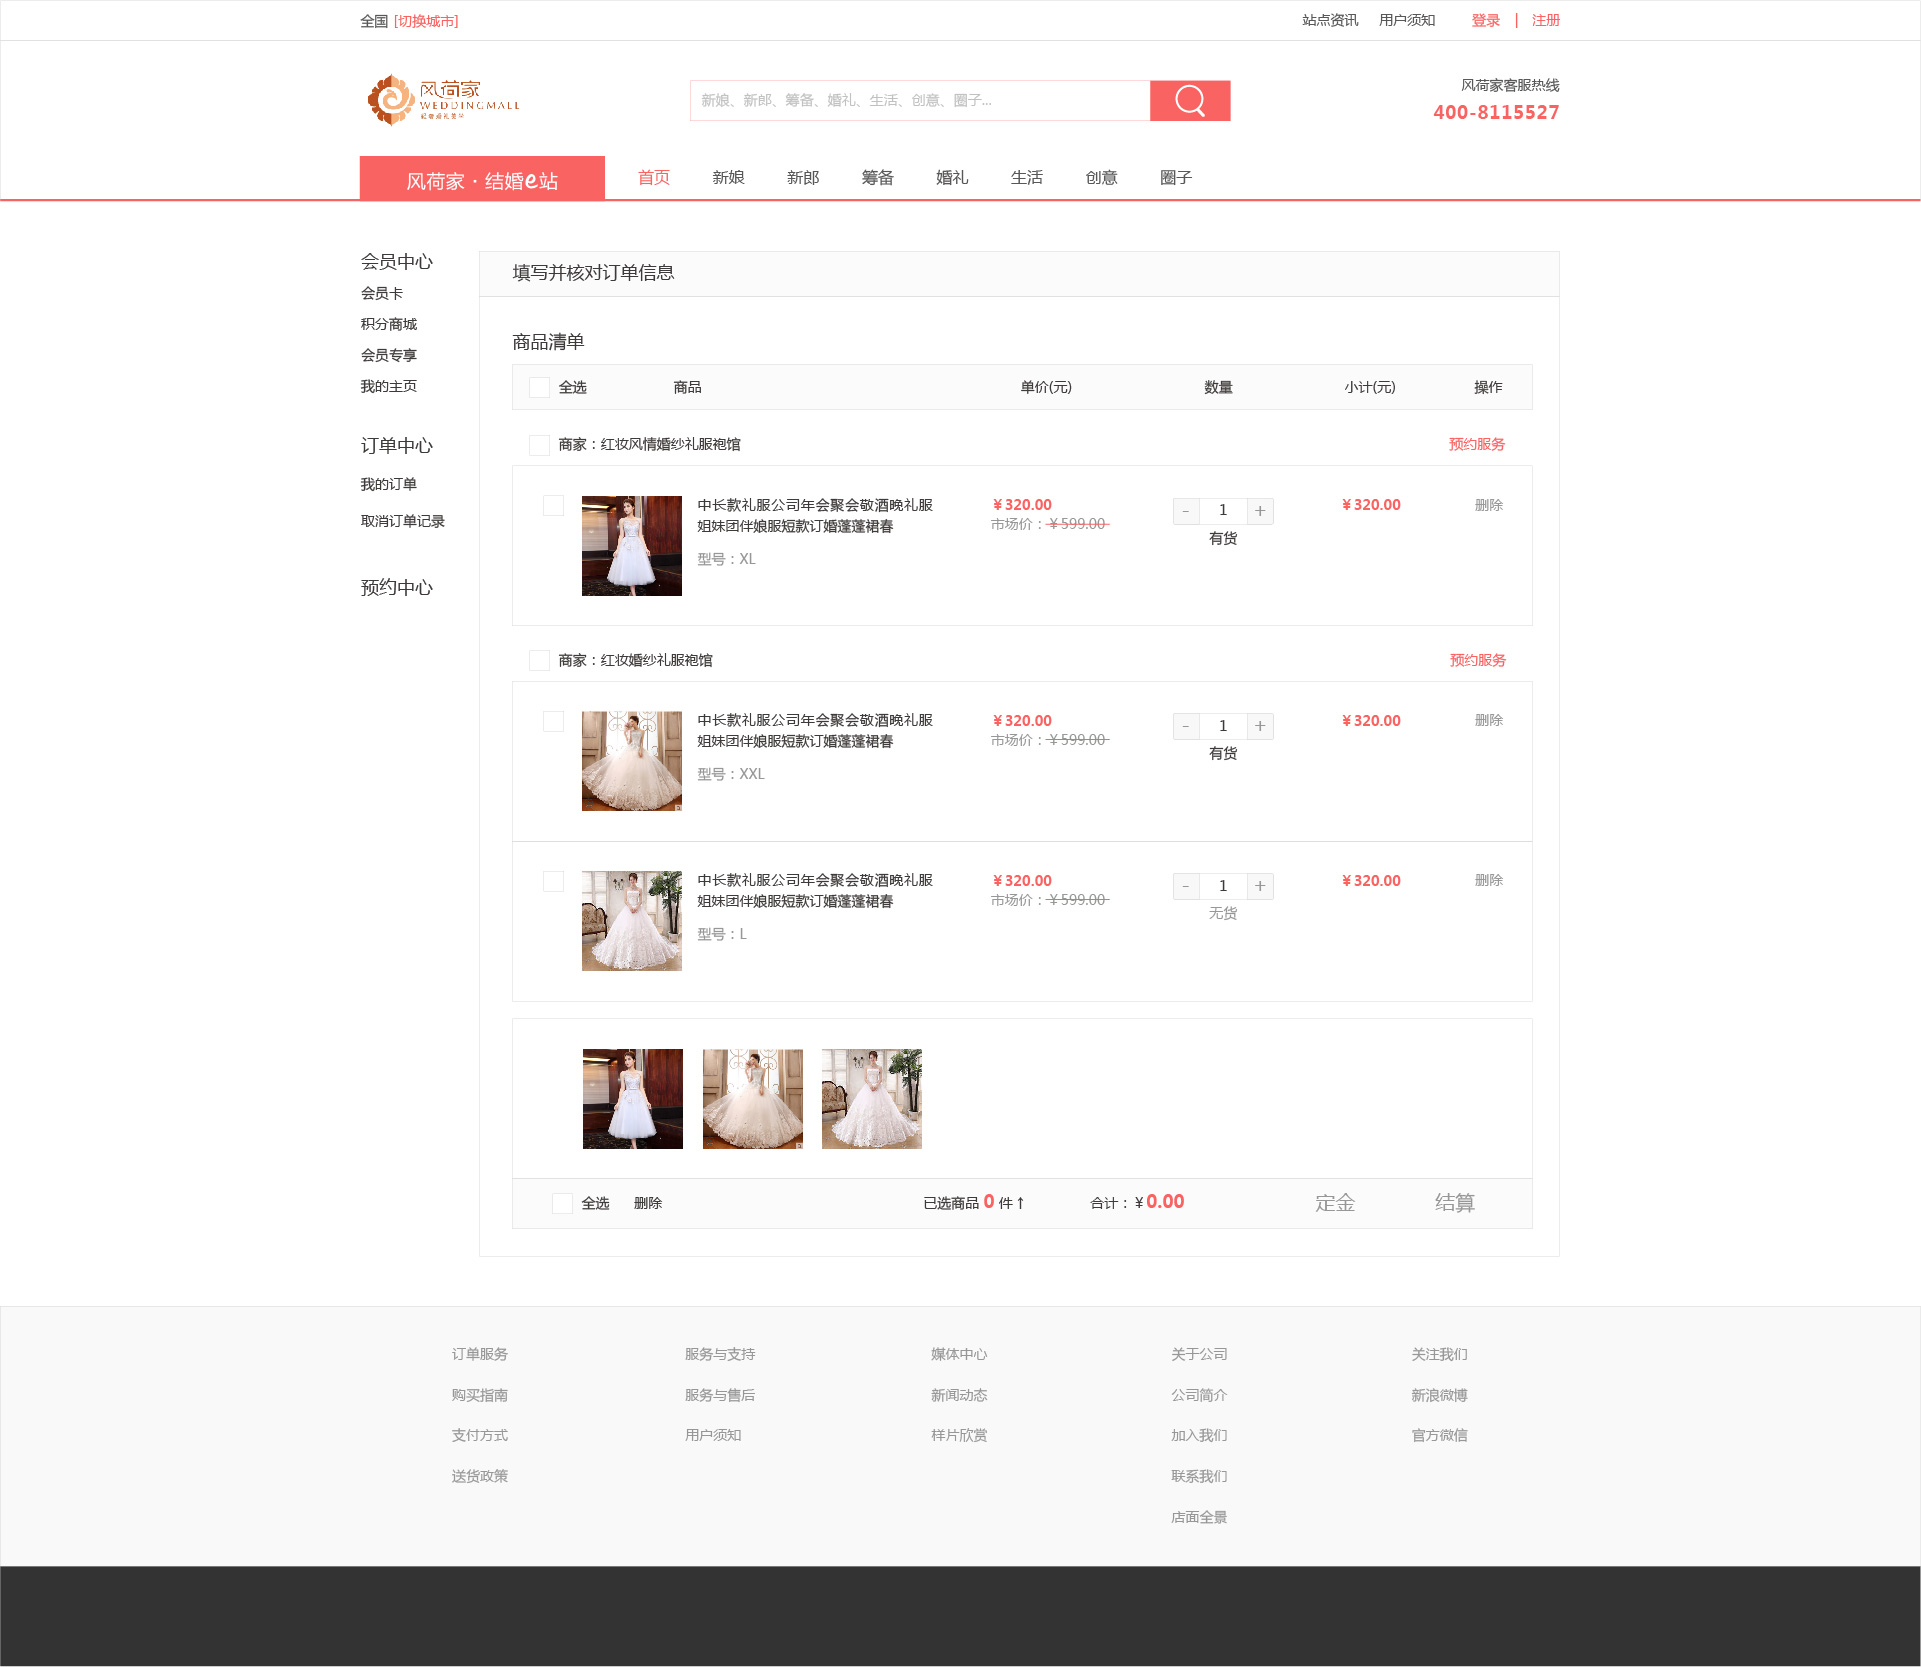 全国 [切换城市]
站点资讯 用户须知 登录 | 注册
风荷家
WEDDINGMALL
新娘、新郎、筹备、婚礼、生活、创意、圈子...
风荷家客服热线
400-8115527
风荷家·结婚e站
首页 新娘 新郎 筹备 婚礼 生活 创意 圈子
会员中心
会员卡
积分商城
会员专享
我的主页
订单中心
我的订单
取消订单记录
预约中心
填写并核对订单信息
商品清单
全选 商品 单价(元) 数量 小计(元) 操作
商家：红妆风情婚纱礼服袍馆 预约服务
中长款礼服公司年会聚会敬酒晚礼服 ¥320.00 - 1 + ¥320.00 删除
姐妹团伴娘服短款订婚蓬蓬裙春 市场价：¥599.00 有货
型号：XL
商家：红妆婚纱礼服袍馆 预约服务
中长款礼服公司年会聚会敬酒晚礼服 ¥320.00 - 1 + ¥320.00 删除
姐妹团伴娘服短款订婚蓬蓬裙春 市场价：¥599.00 有货
型号：XXL
中长款礼服公司年会聚会敬酒晚礼服 ¥320.00 - 1 + ¥320.00 删除
姐妹团伴娘服短款订婚蓬蓬裙春 市场价：¥599.00 无货
型号：L
全选 删除 已选商品 0 件↑ 合计：¥0.00 定金 结算
订单服务 服务与支持 媒体中心 关于公司 关注我们
购买指南 服务与售后 新闻动态 公司简介 新浪微博
支付方式 用户须知 样片欣赏 加入我们 官方微信
送货政策 联系我们
店面全景